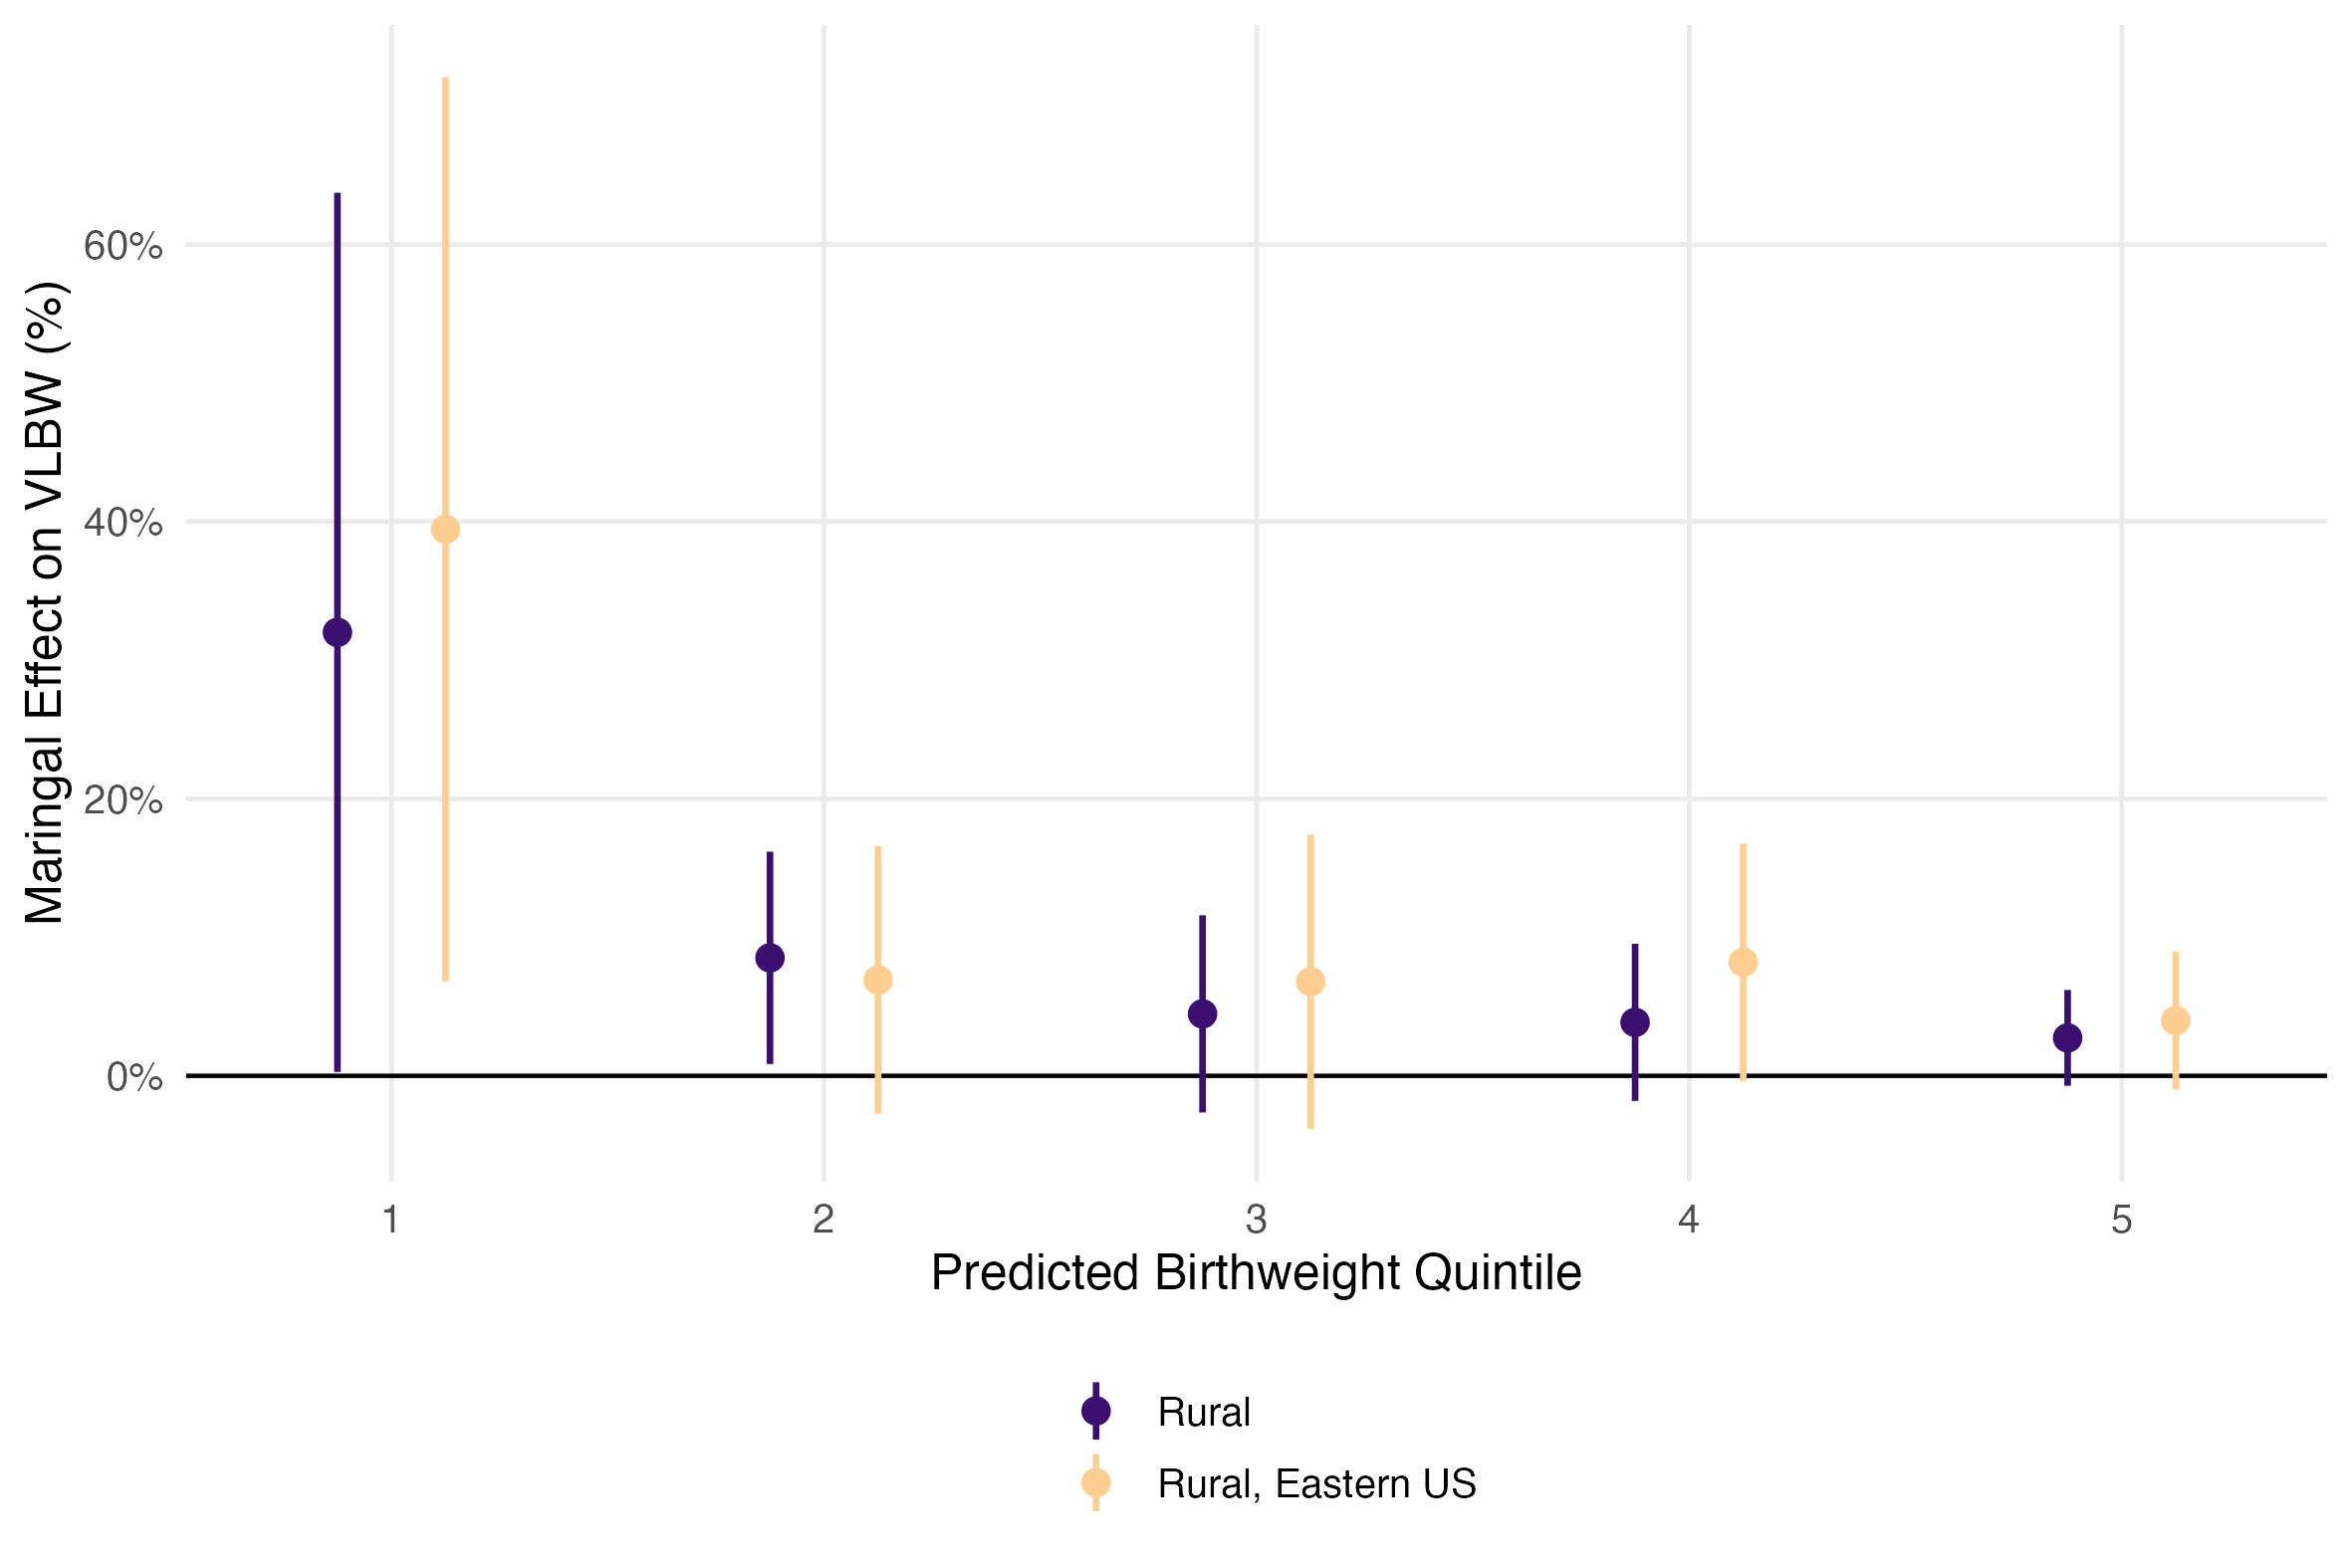 Maringal Effect on VLBW (%)
60%
40%
20%
0%
1 2 3 4 5
Predicted Birthweight Quintile
Rural
Rural, Eastern US